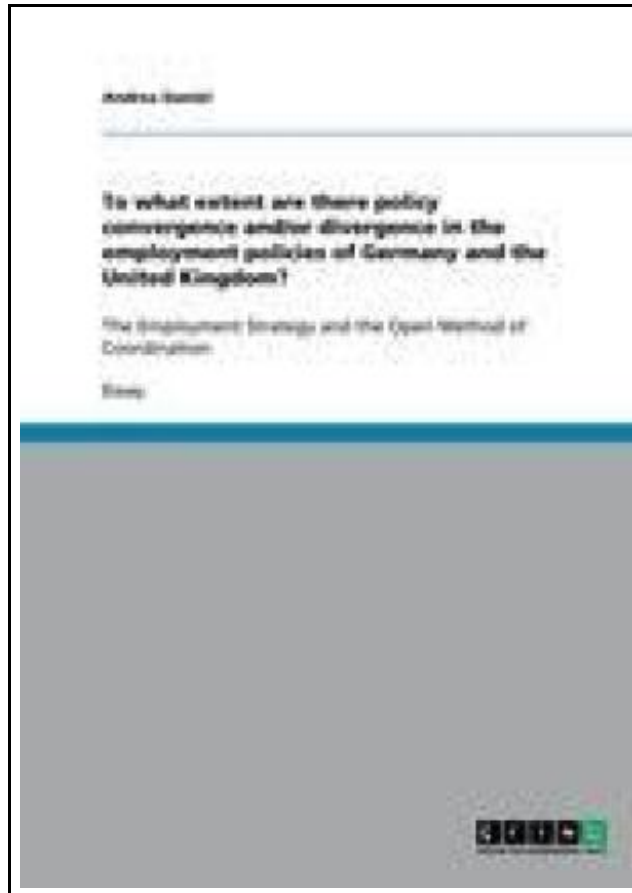 To what extent are there policy
convergence and/or divergence in the
employment policies of Germany and the
United Kingdom?
The Employment Strategy and the Open Method of
Coordination
Essay
GRIN